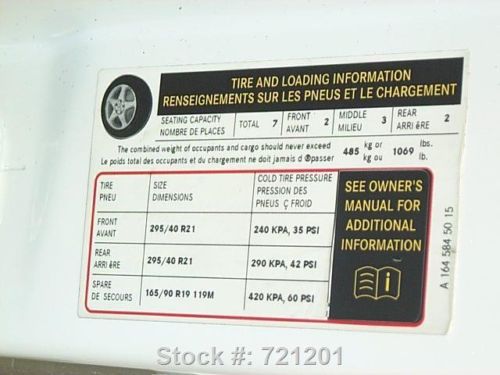 TIRE AND LOADING INFORMATION
RENSEIGNEMENTS SUR LES PNEUS ET LE CHARGEMENT
SEATING CAPACITY TOTAL 7 FRONT 2 MIDDLE 3 REAR 2
NOMBRE DE PLACES AVANT MILIEU ARRIÈRE
The combined weight of occupants and cargo should never exceed 485 kg or 1069 lbs.
Le poids total des occupants et du chargement ne doit jamais d®passer kg ou lb.
TIRE SIZE COLD TIRE PRESSURE
PNEU DIMENSIONS PRESSION DES
PNEUS Ç FROID
FRONT 295/40 R21 240 KPA, 35 PSI
AVANT
REAR 295/40 R21 290 KPA, 42 PSI
ARRIÈRE
SPARE 165/90 R19 119M 420 KPA, 60 PSI
DE SECOURS
SEE OWNER'S
MANUAL FOR
ADDITIONAL
INFORMATION
i
A 164 584 50 15
Stock #: 721201